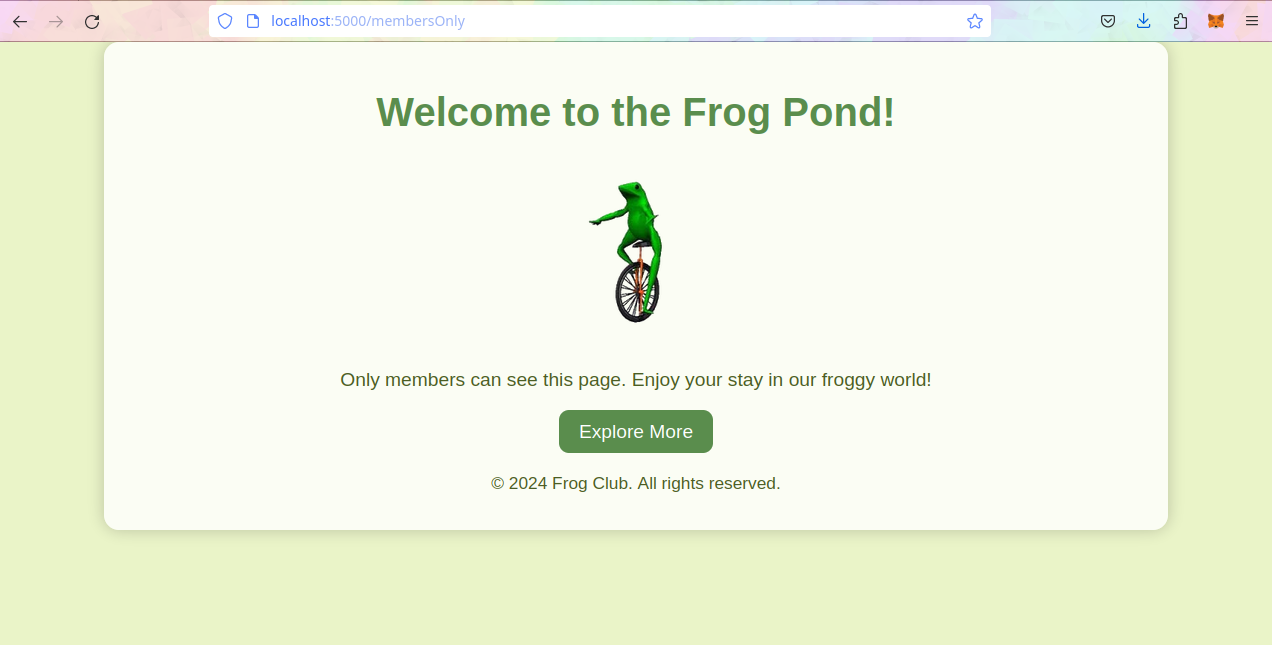 localhost:5000/membersOnly
Welcome to the Frog Pond!
Only members can see this page. Enjoy your stay in our froggy world!
Explore More
© 2024 Frog Club. All rights reserved.